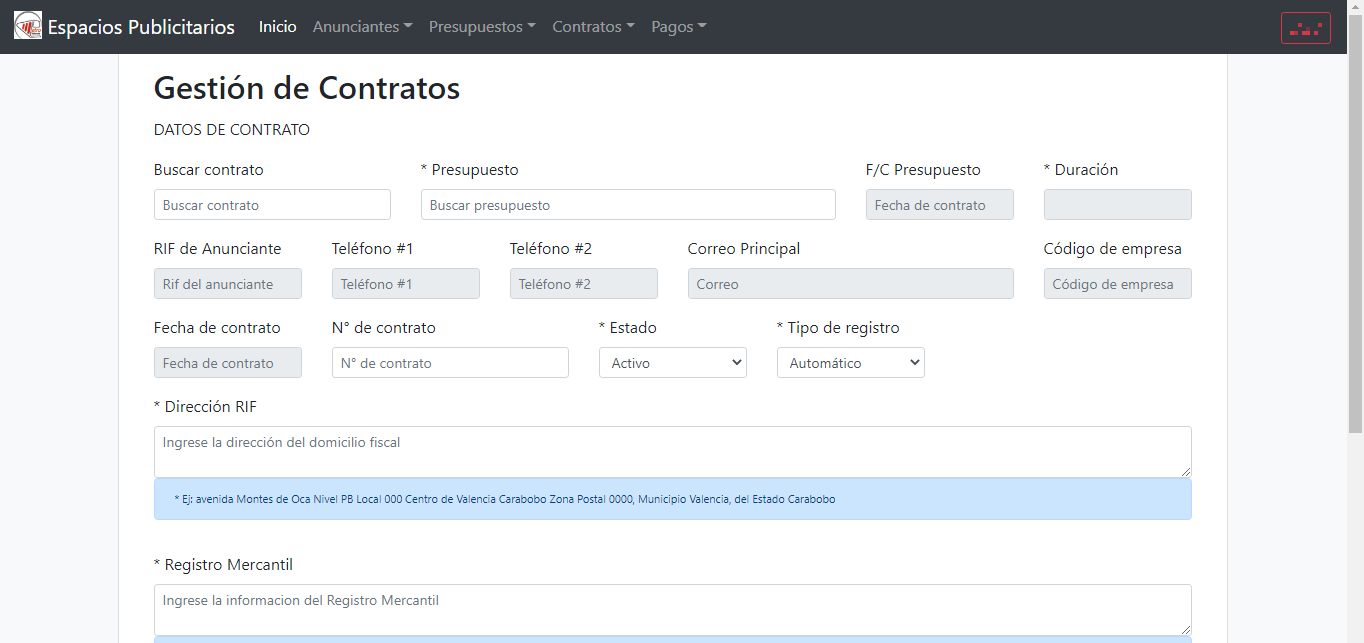 Espacios Publicitarios Inicio Anunciantes Presupuestos Contratos Pagos
Gestión de Contratos
DATOS DE CONTRATO
Buscar contrato * Presupuesto F/C Presupuesto * Duración
Buscar contrato Buscar presupuesto Fecha de contrato
RIF de Anunciante Teléfono #1 Teléfono #2 Correo Principal Código de empresa
Rif del anunciante Teléfono #1 Teléfono #2 Correo Código de empresa
Fecha de contrato N° de contrato * Estado * Tipo de registro
Fecha de contrato N° de contrato Activo Automático
* Dirección RIF
Ingrese la dirección del domicilio fiscal
* Ej: avenida Montes de Oca Nivel PB Local 000 Centro de Valencia Carabobo Zona Postal 0000, Municipio Valencia, del Estado Carabobo
* Registro Mercantil
Ingrese la informacion del Registro Mercantil